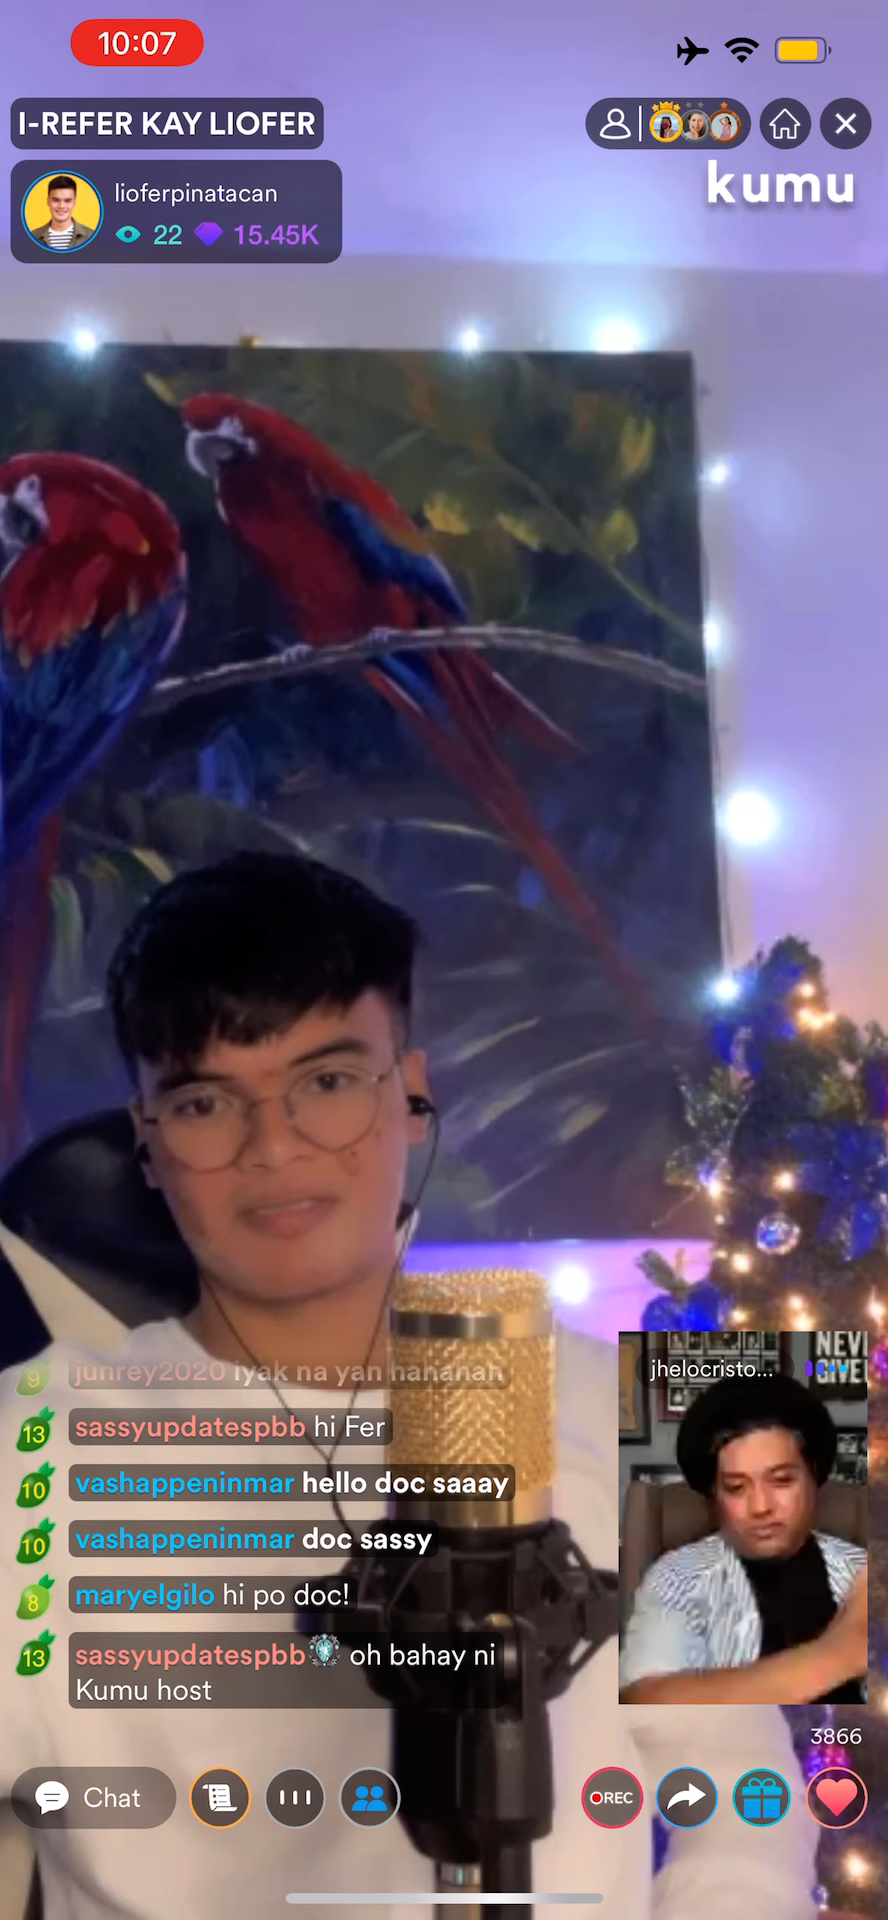 10:07
I-REFER KAY LIOFER
kumu
lioferpinatacan
22 15.45K
jhelocristo...
9 junrey2020 iyak na yan hahahah
13 sassyupdatespbb hi Fer
10 vashappeninmar hello doc saaay
10 vashappeninmar doc sassy
8 maryelgilo hi po doc!
13 sassyupdatespbb oh bahay ni
Kumu host
3866
Chat
REC